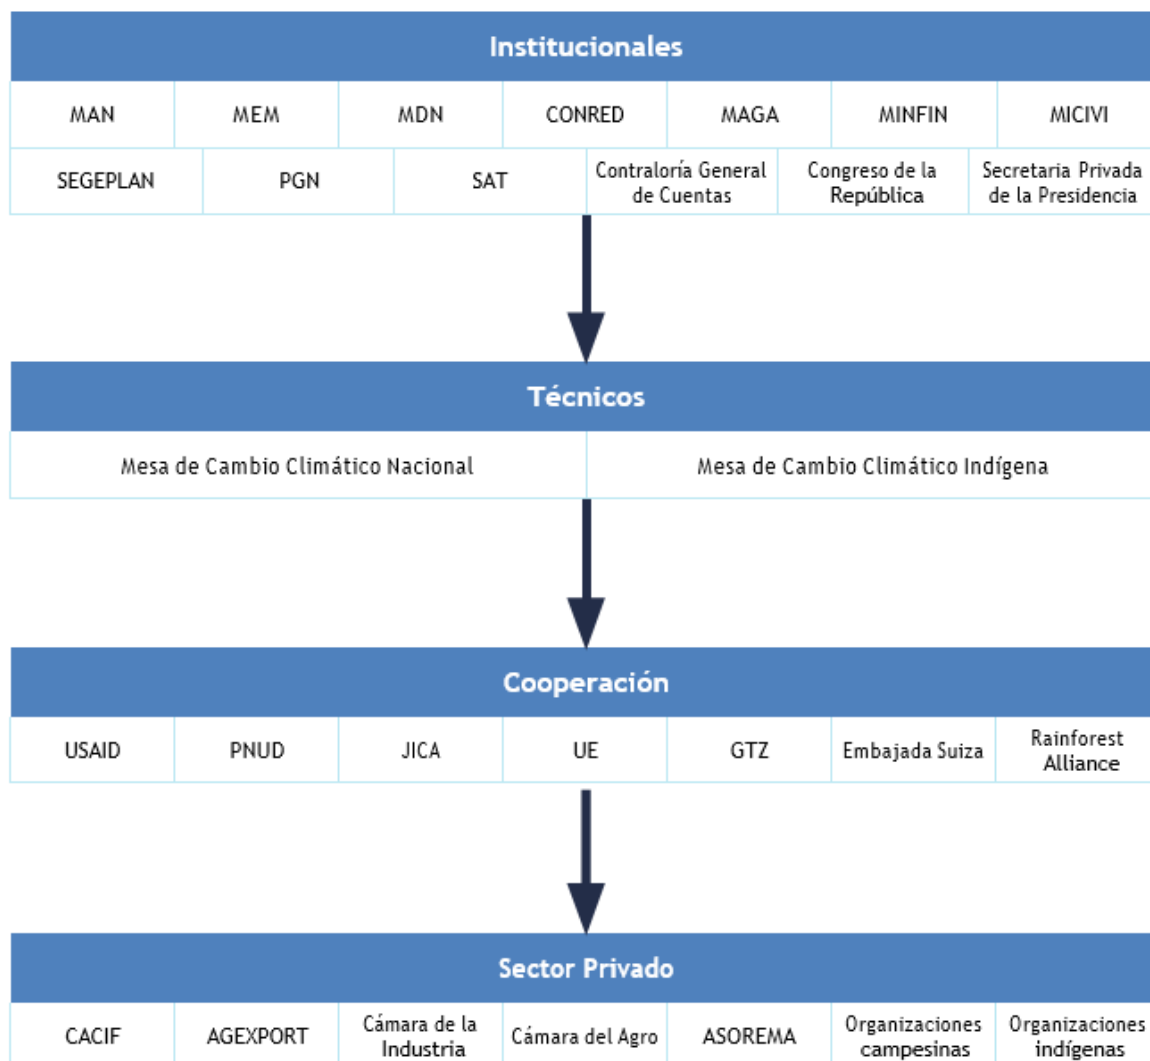 Institucionales
MAN MEM MDN CONRED MAGA MINFIN MICIVI
SEGEPLAN PGN SAT Contraloría General de Cuentas Congreso de la República Secretaria Privada de la Presidencia
Técnicos
Mesa de Cambio Climático Nacional Mesa de Cambio Climático Indígena
Cooperación
USAID PNUD JICA UE GTZ Embajada Suiza Rainforest Alliance
Sector Privado
CACIF AGEXPORT Cámara de la Industria Cámara del Agro ASOREMA Organizaciones campesinas Organizaciones indígenas